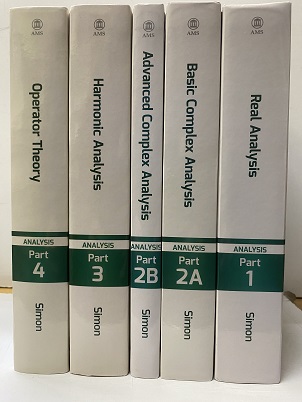 AMS
Operator Theory
ANALYSIS
Part
4
Simon
AMS
Harmonic Analysis
ANALYSIS
Part
3
Simon
AMS
Advanced Complex Analysis
ANALYSIS
Part
2B
Simon
AMS
Basic Complex Analysis
ANALYSIS
Part
2A
Simon
AMS
Real Analysis
ANALYSIS
Part
1
Simon